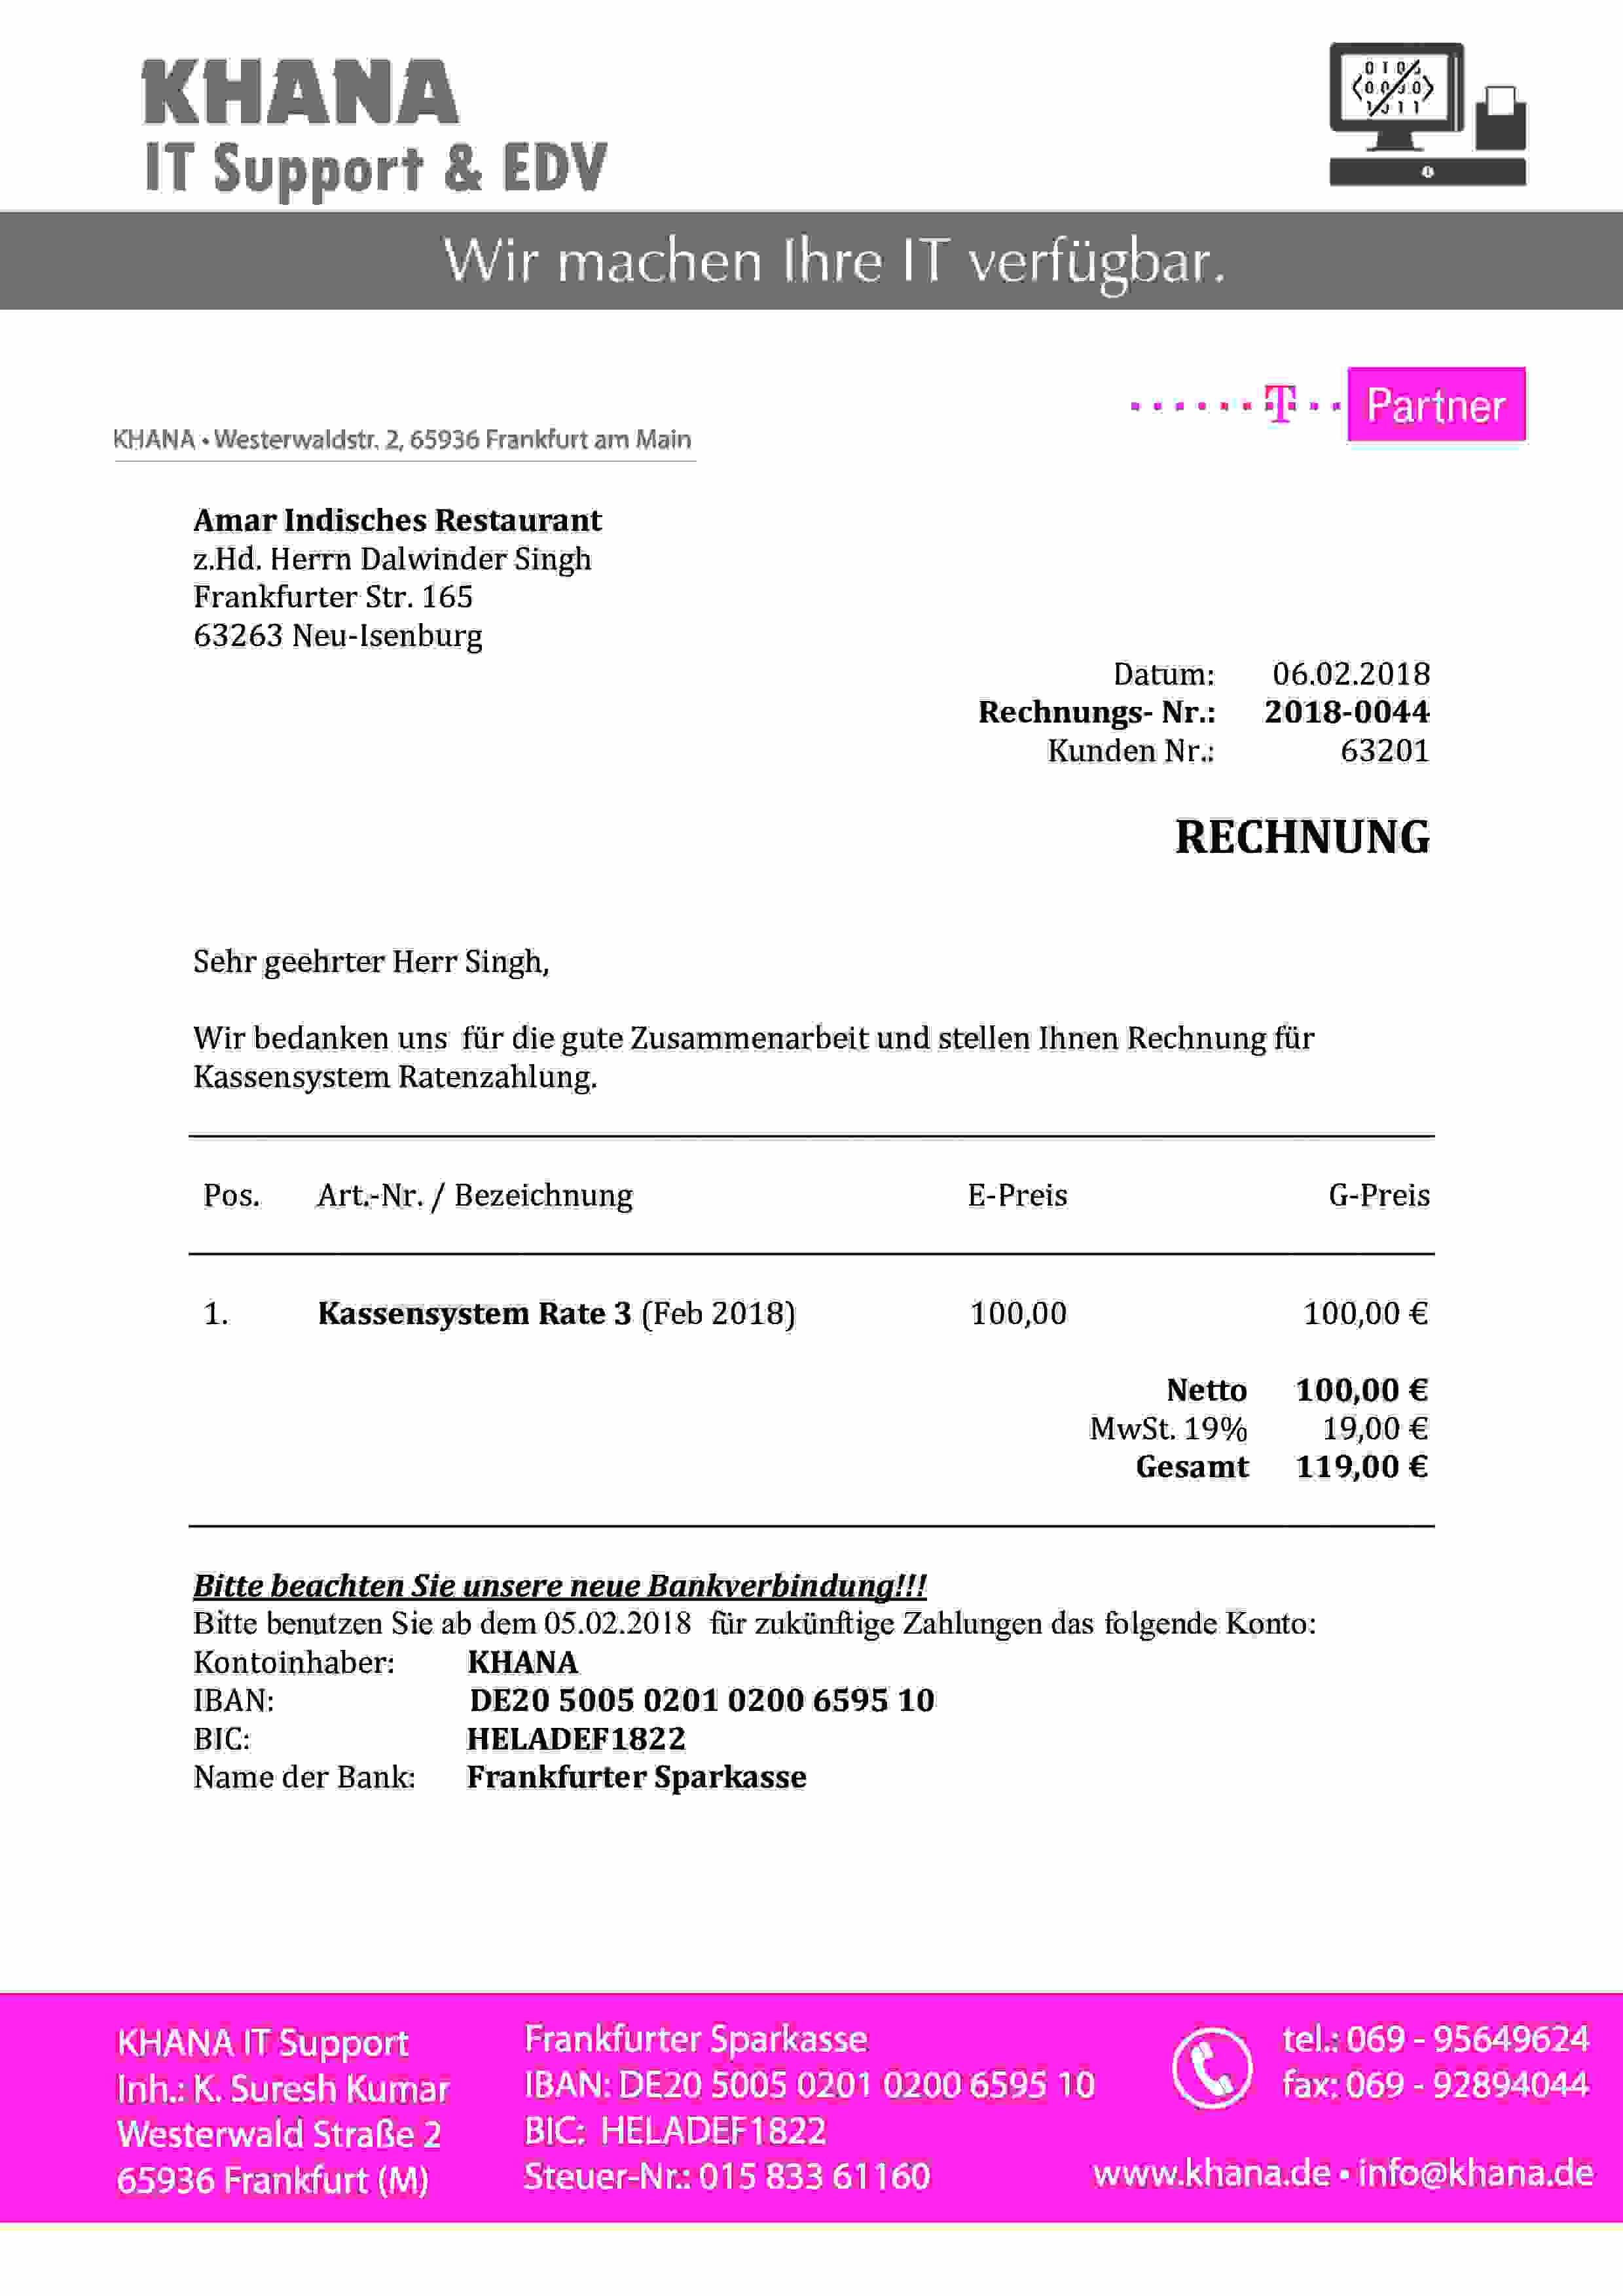 KHANA
IT Support & EDV
Wir machen Ihre IT verfügbar.
T Partner
KHANA • Westerwaldstr. 2, 65936 Frankfurt am Main
Amar Indisches Restaurant
z.Hd. Herrn Dalwinder Singh
Frankfurter Str. 165
63263 Neu-Isenburg
Datum: 06.02.2018
Rechnungs- Nr.: 2018-0044
Kunden Nr.: 63201
RECHNUNG
Sehr geehrter Herr Singh,
Wir bedanken uns für die gute Zusammenarbeit und stellen Ihnen Rechnung für
Kassensystem Ratenzahlung.
Pos. Art.-Nr. / Bezeichnung E-Preis G-Preis
1. Kassensystem Rate 3 (Feb 2018) 100,00 100,00 €
Netto 100,00 €
MwSt. 19% 19,00 €
Gesamt 119,00 €
Bitte beachten Sie unsere neue Bankverbindung!!!
Bitte benutzen Sie ab dem 05.02.2018 für zukünftige Zahlungen das folgende Konto:
Kontoinhaber: KHANA
IBAN: DE20 5005 0201 0200 6595 10
BIC: HELADEF1822
Name der Bank: Frankfurter Sparkasse
KHANA IT Support
Inh.: K. Suresh Kumar
Westerwald Straße 2
65936 Frankfurt (M)
Frankfurter Sparkasse
IBAN: DE20 5005 0201 0200 6595 10
BIC: HELADEF1822
Steuer-Nr.: 015 833 61160
tel.: 069 - 95649624
fax: 069 - 92894044
www.khana.de • info@khana.de